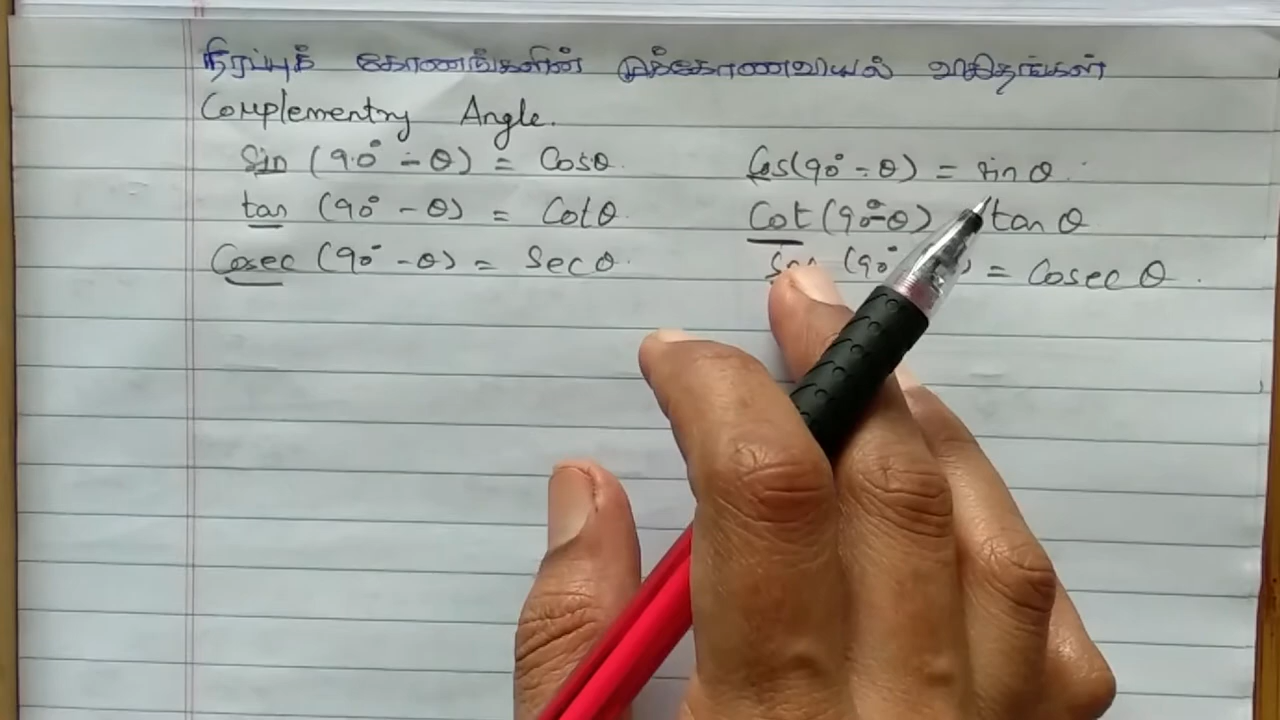 நிரப்புக் கோணங்களின் முக்கோணவியல் விகிதங்கள்
Complementry Angle.
Sin (90° - θ) = Cosθ. Cos(90° - θ) = sin θ.
tan (90° - θ) = Cotθ. Cot (90°-θ) tan θ
Cosec (90° - θ) = Secθ. (90° ) = Cosec θ.